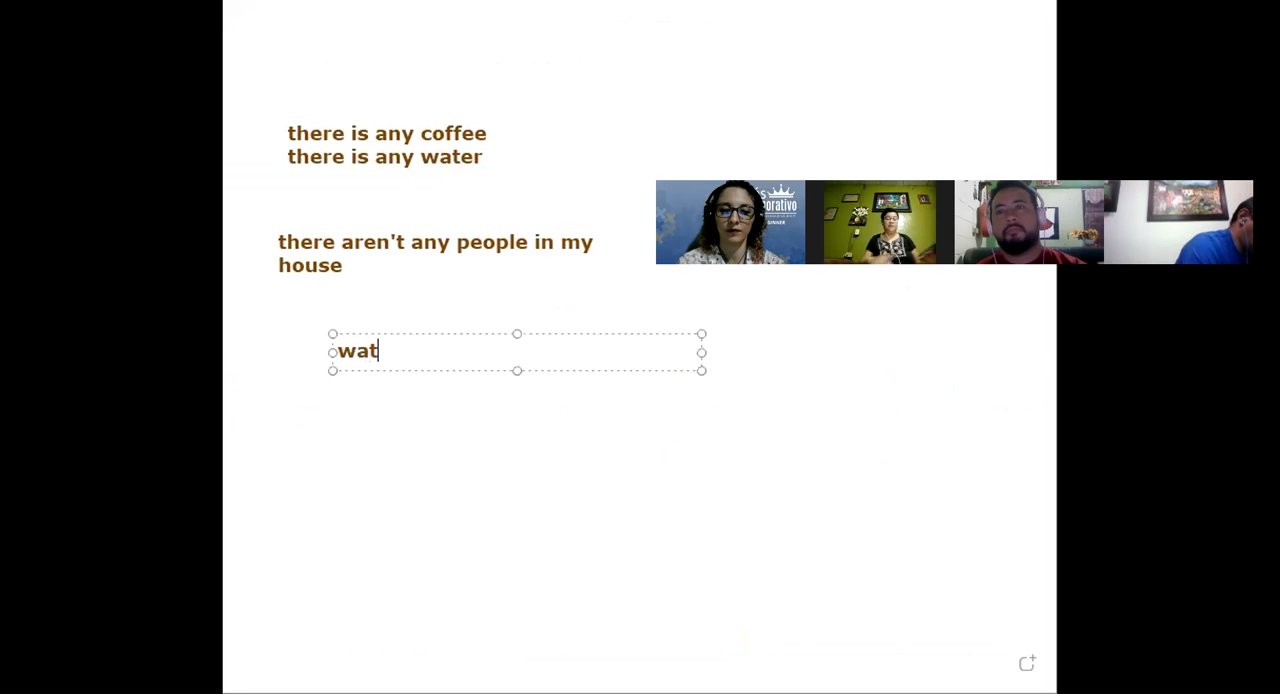 there is any coffee
there is any water
there aren't any people in my
house
wat